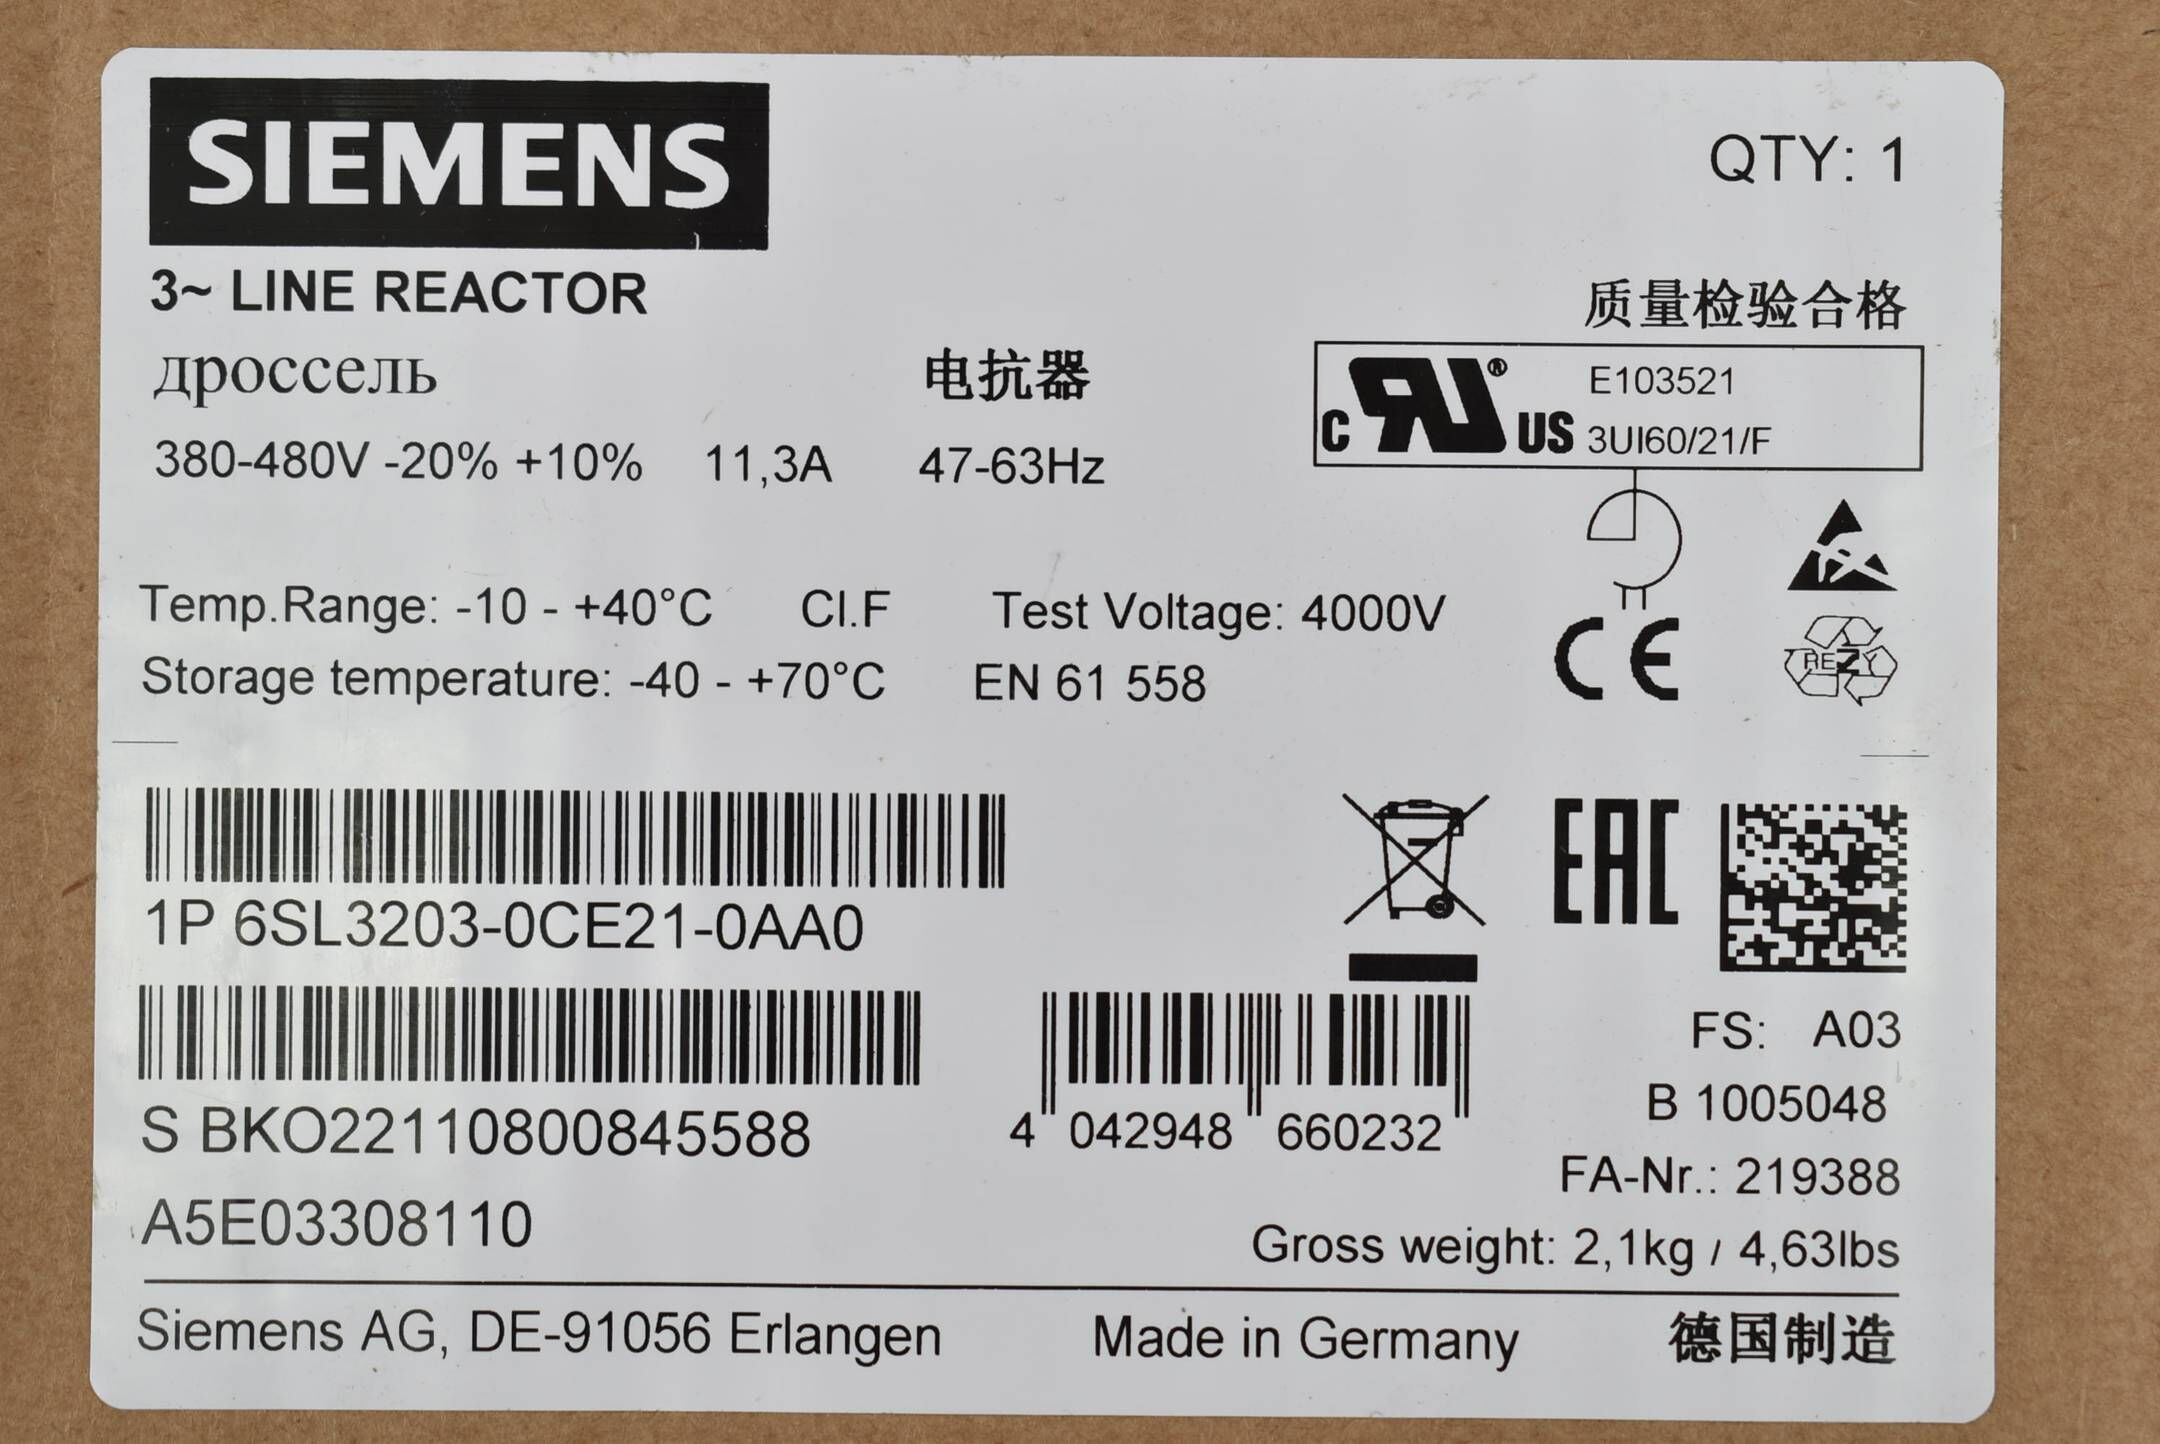 SIEMENS
QTY: 1
3~ LINE REACTOR
质量检验合格
дроссель 电抗器
c RU ® US E103521
3UI60/21/F
380-480V -20% +10% 11,3A 47-63Hz
Temp.Range: -10 - +40°C Cl.F Test Voltage: 4000V
Storage temperature: -40 - +70°C EN 61 558
CE
REZY
EAC
1P 6SL3203-0CE21-0AA0
FS: A03
B 1005048
S BKO22110800845588
4 042948 660232
FA-Nr.: 219388
A5E03308110
Gross weight: 2,1kg / 4,63lbs
Siemens AG, DE-91056 Erlangen Made in Germany 德国制造